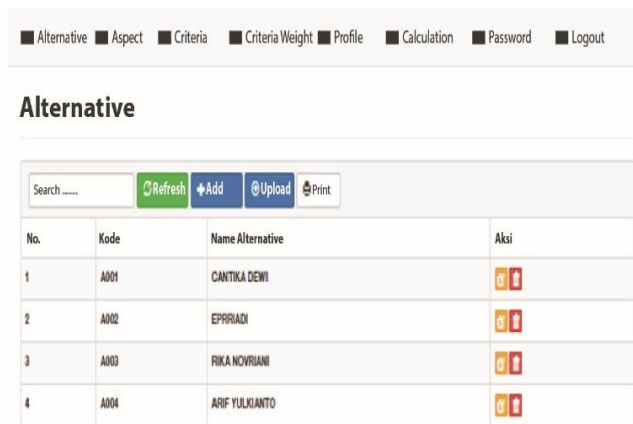 Alternative Aspect Criteria Criteria Weight Profile Calculation Password Logout
Alternative
Search ....... Refresh Add Upload Print
No. Kode Name Alternative Aksi
1 A001 CANTIKA DEWI
2 A002 EPRRIADI
3 A003 RIKA NOVRIANI
4 A004 ARIF YULKIANTO